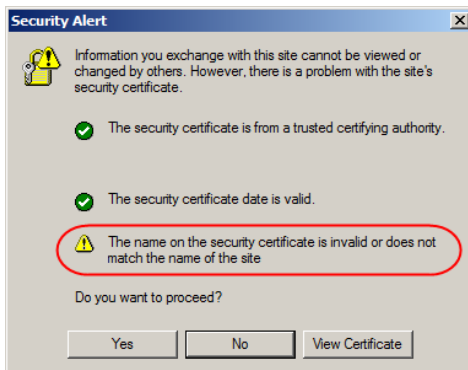 Security Alert
Information you exchange with this site cannot be viewed or
changed by others. However, there is a problem with the site's
security certificate.
The security certificate is from a trusted certifying authority.
The security certificate date is valid.
The name on the security certificate is invalid or does not
match the name of the site
Do you want to proceed?
Yes No View Certificate